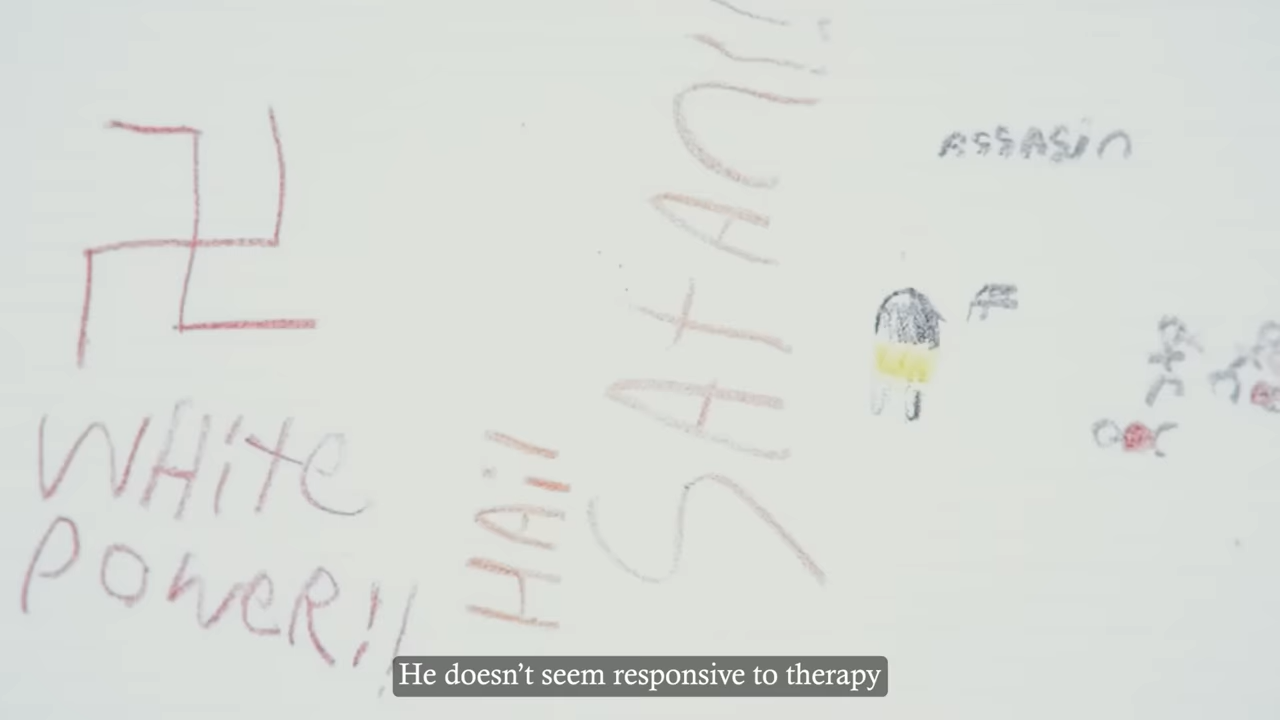 WHite
POWER!!
HAil
SAtAn!!
ASSASin
He doesn't seem responsive to therapy